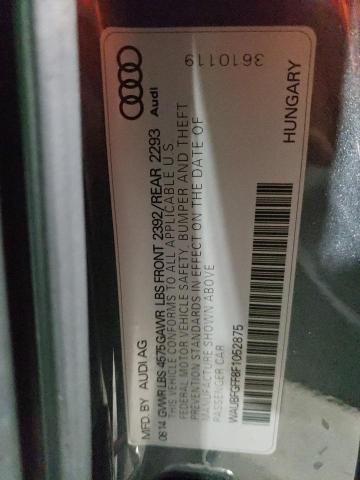 MFD. BY AUDI AG
0814 GVWR LBS 4575 GAWR LBS FRONT 2392/REAR 2293
THIS VEHICLE CONFORMS TO ALL APPLICABLE U.S.
FEDERAL MOTOR VEHICLE SAFETY, BUMPER AND THEFT
PREVENTION STANDARDS IN EFFECT ON THE DATE OF
MANUFACTURE SHOWN ABOVE
PASSENGER CAR
WAUBFGFF8F1052875
Audi
HUNGARY
3610119